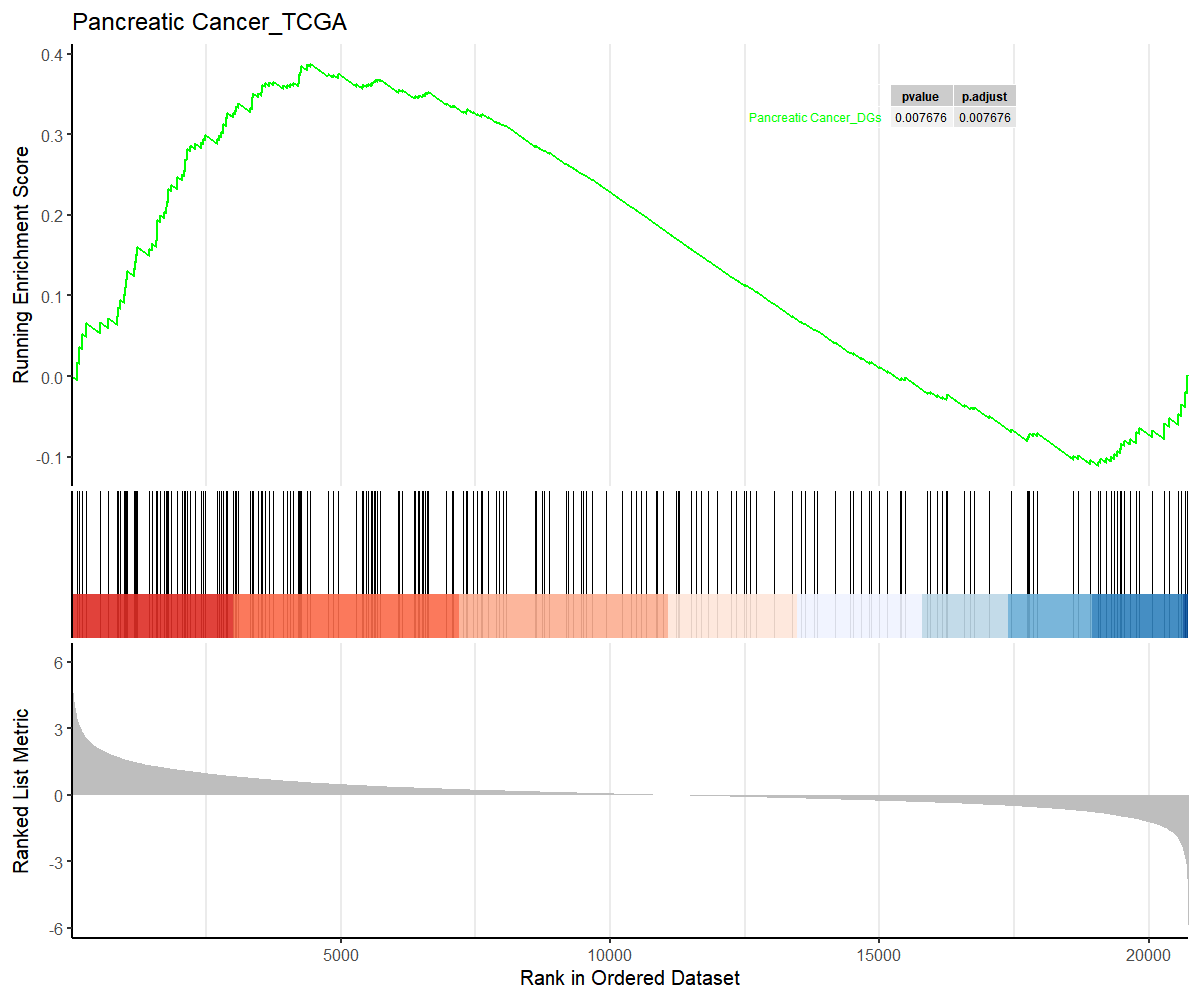 Pancreatic Cancer_TCGA
Running Enrichment Score
0.4
0.3
0.2
0.1
0.0
-0.1
pvalue p.adjust
Pancreatic Cancer_DGs 0.007676 0.007676
Ranked List Metric
6
3
0
-3
-6
5000 10000 15000 20000
Rank in Ordered Dataset